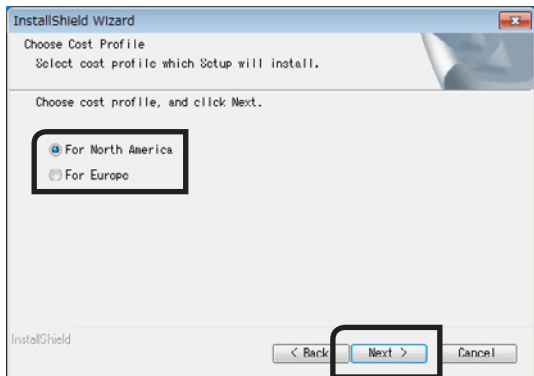 InstallShield Wizard
Choose Cost Profile
Select cost profile which Setup will install.
Choose cost profile, and click Next.
For North America
For Europe
InstallShield
< Back Next > Cancel